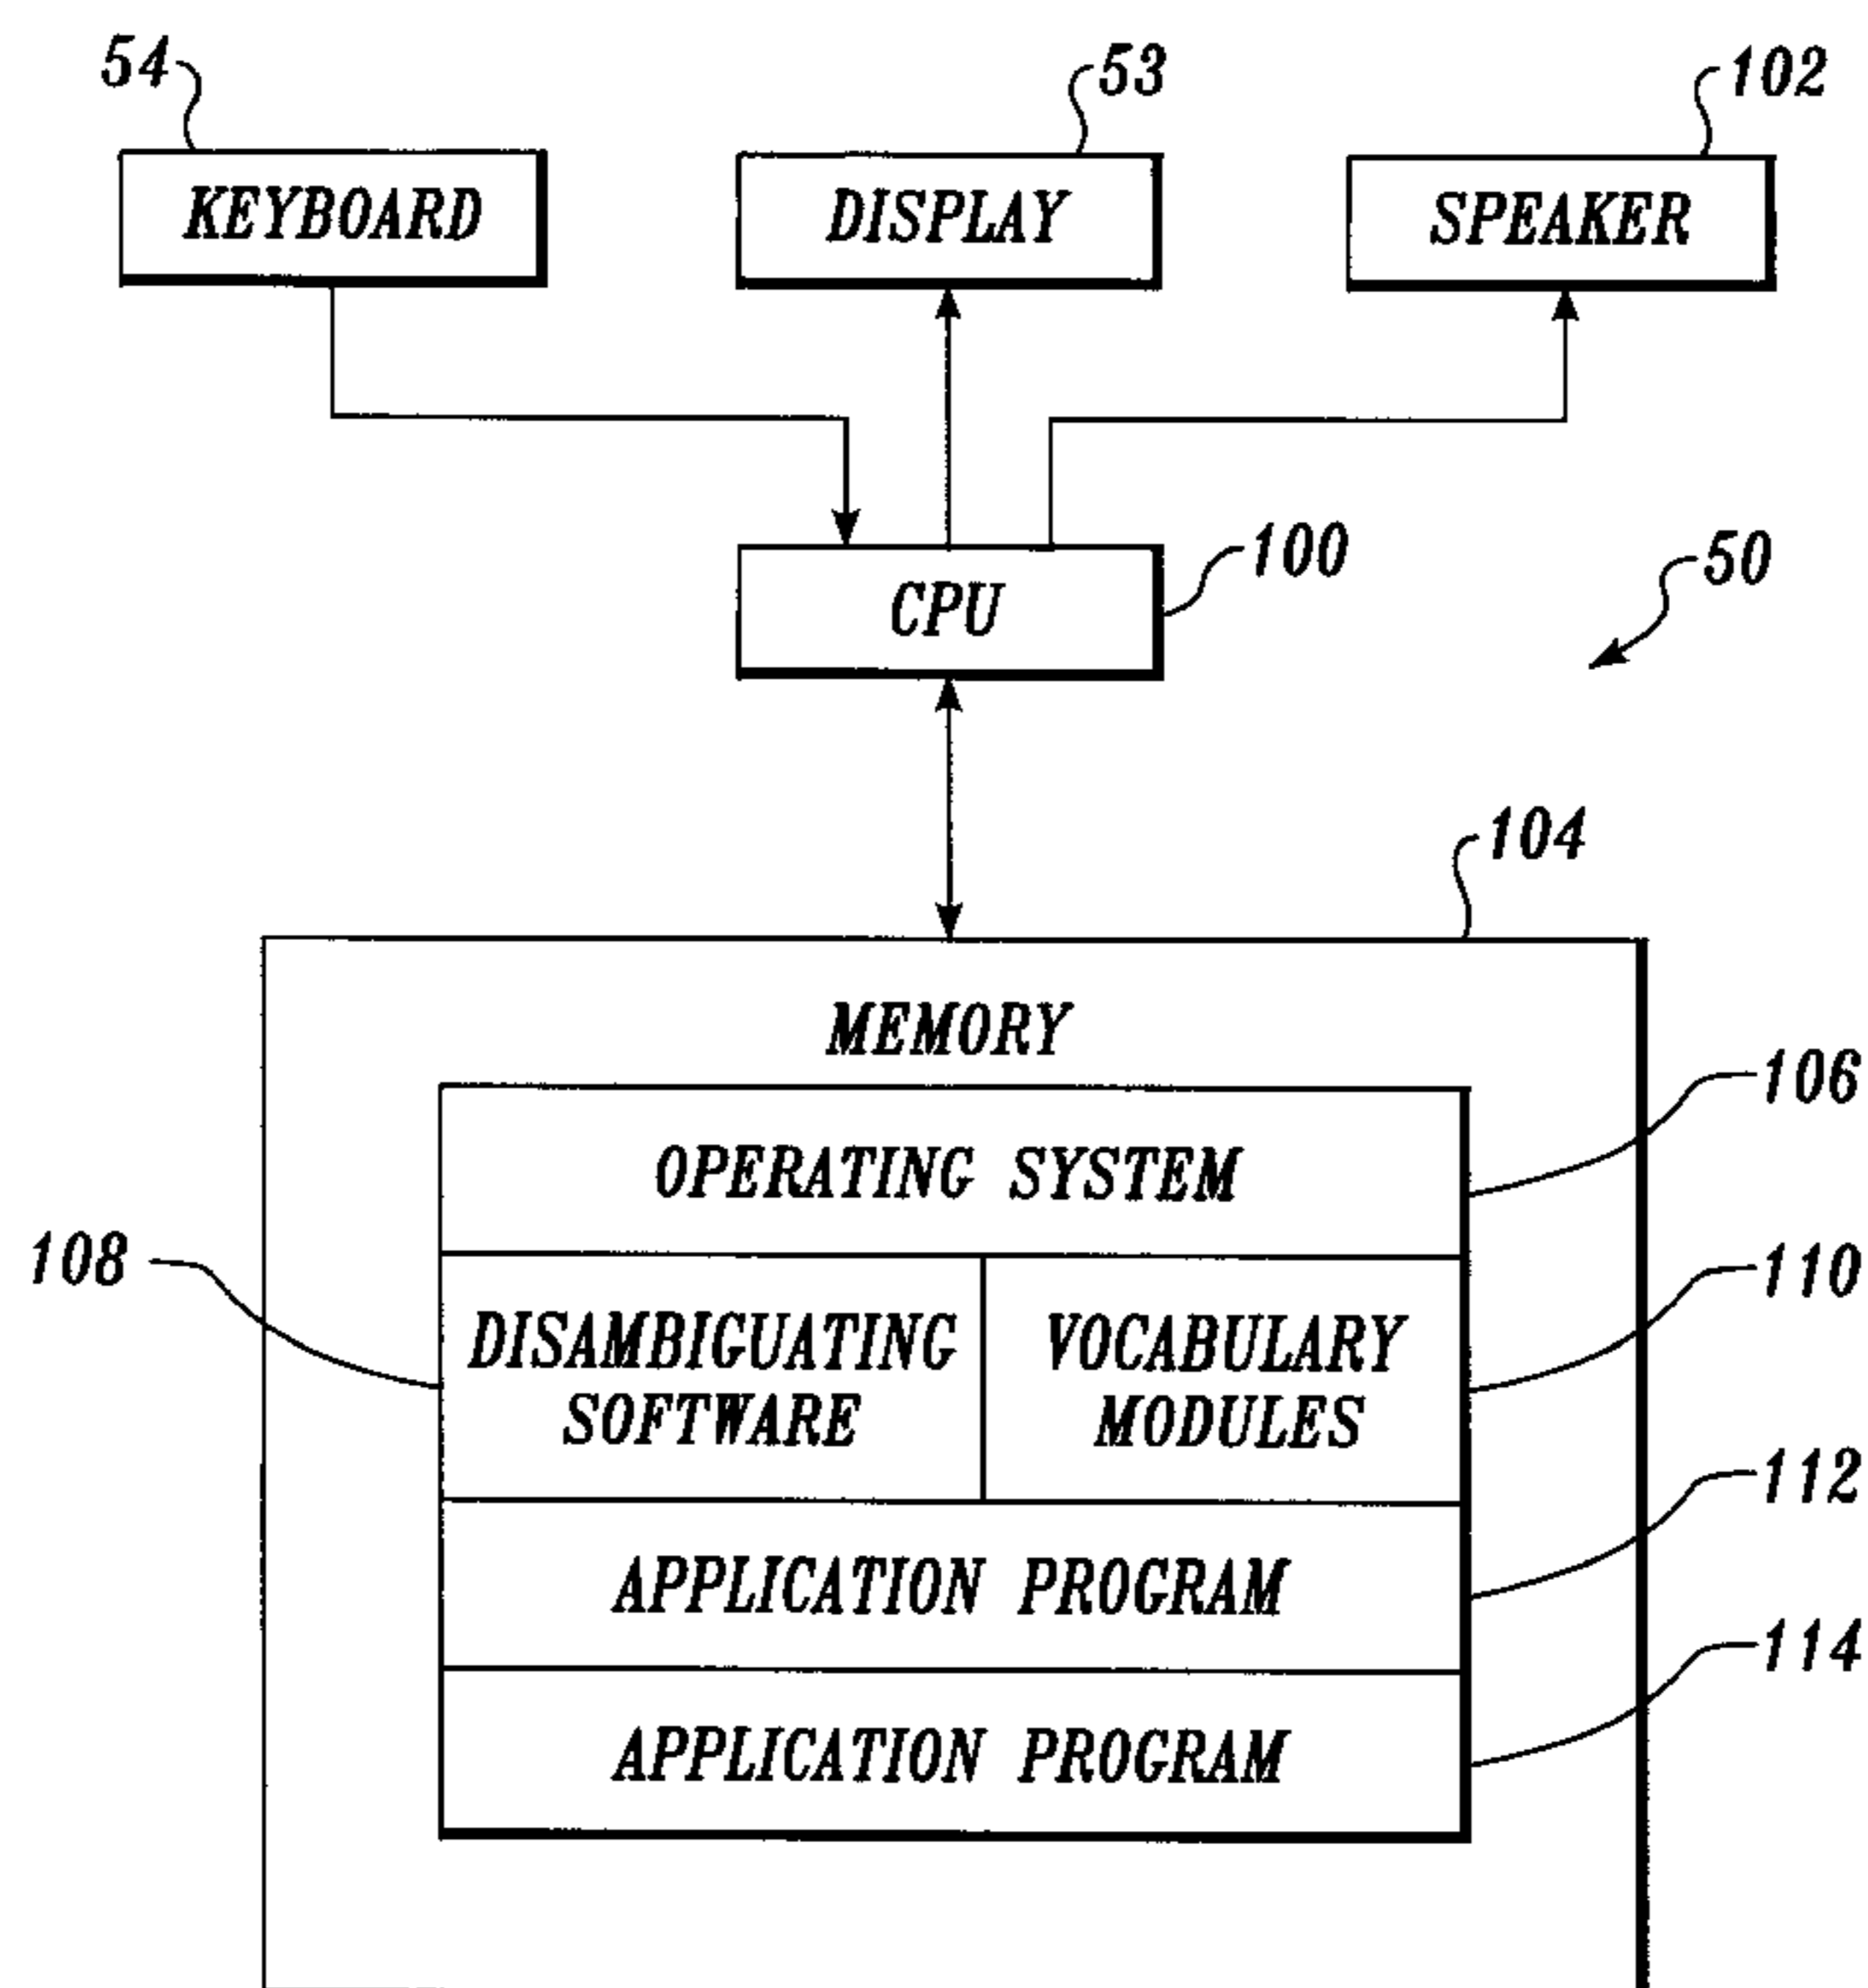 54
53
102
KEYBOARD
DISPLAY
SPEAKER
100
CPU
50
104
MEMORY
106
OPERATING SYSTEM
108
110
DISAMBIGUATING
SOFTWARE
VOCABULARY
MODULES
112
APPLICATION PROGRAM
114
APPLICATION PROGRAM